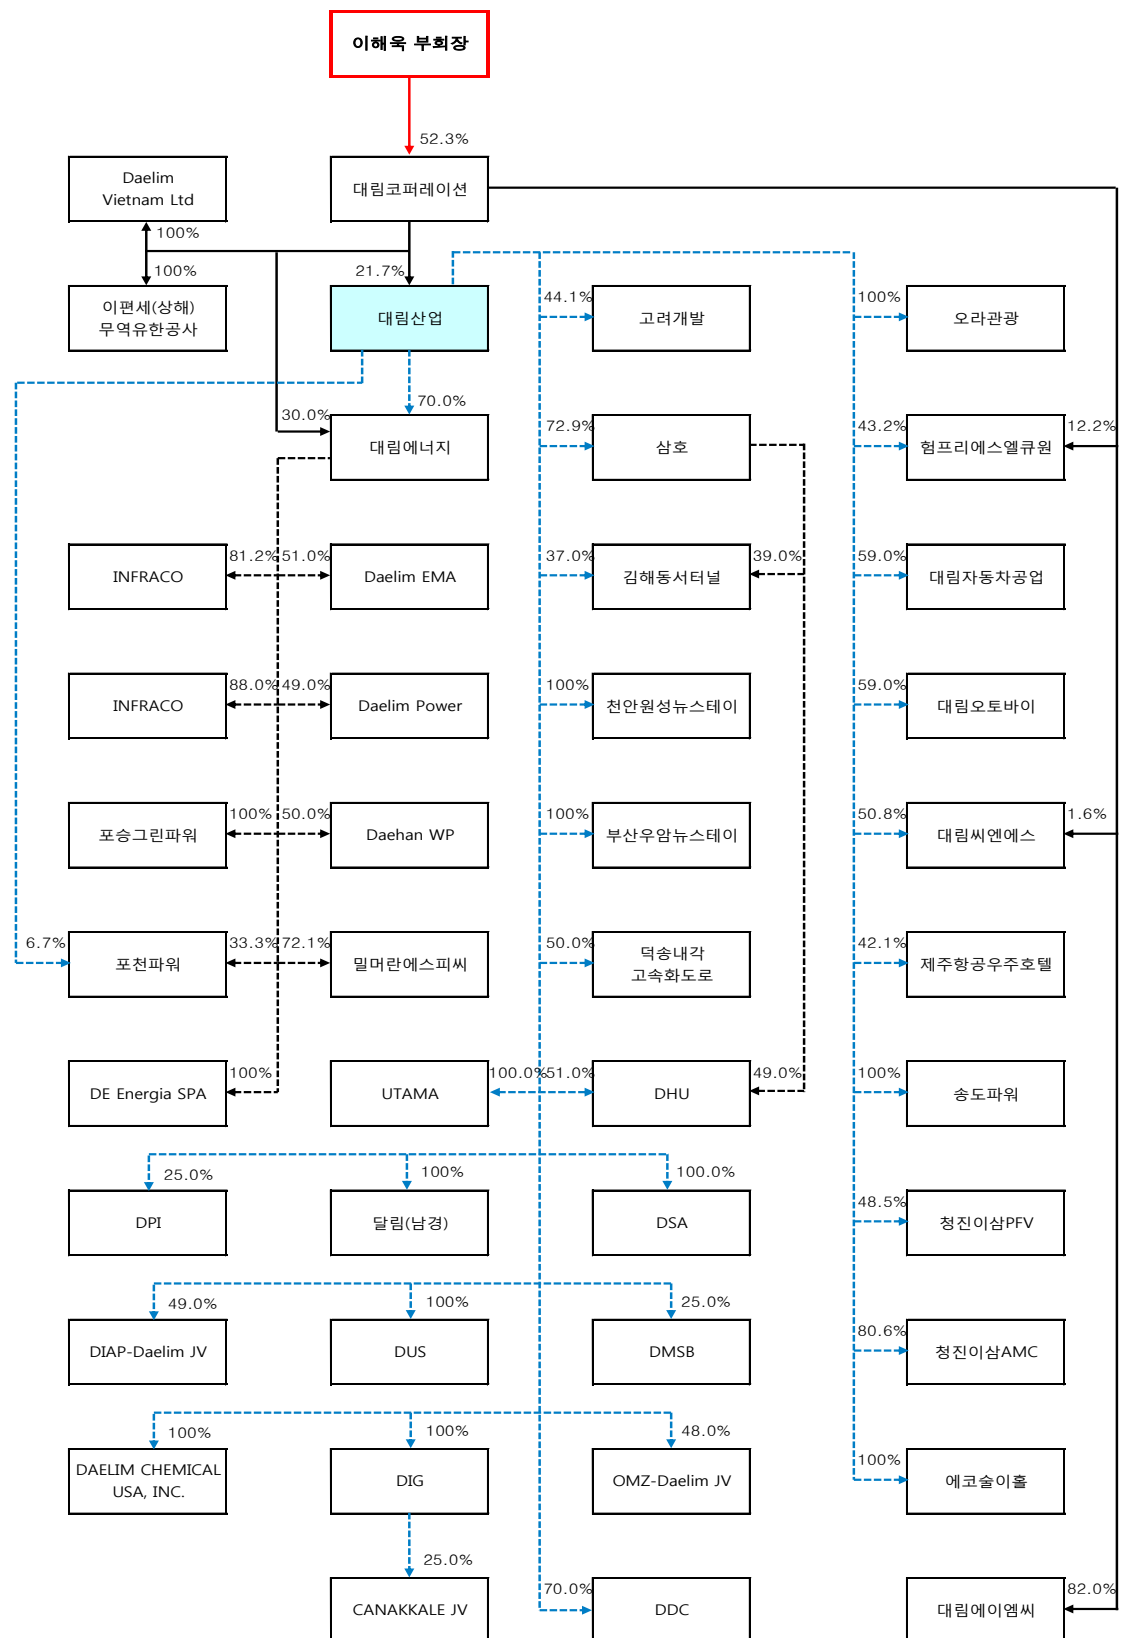 이해욱 부회장
52.3%
Daelim
Vietnam Ltd
대림코퍼레이션
100%
100%
21.7%
이편세(상해)
무역유한공사
대림산업
44.1%
고려개발
100%
오라관광
30.0%
70.0%
대림에너지
72.9%
삼호
43.2%
험프리에스엘큐원
12.2%
INFRACO
81.2%
51.0%
Daelim EMA
37.0%
김해동서터널
39.0%
59.0%
대림자동차공업
INFRACO
88.0%
49.0%
Daelim Power
100%
천안원성뉴스테이
59.0%
대림오토바이
포승그린파워
100%
50.0%
Daehan WP
100%
부산우암뉴스테이
50.8%
대림씨엔에스
1.6%
6.7%
포천파워
33.3%
72.1%
밀머란에스피씨
50.0%
덕송내각
고속화도로
42.1%
제주항공우주호텔
DE Energia SPA
100%
UTAMA
100.0%
51.0%
DHU
49.0%
100%
송도파워
25.0%
100%
100.0%
DPI
달림(남경)
DSA
48.5%
청진이삼PFV
49.0%
100%
25.0%
DIAP-Daelim JV
DUS
DMSB
80.6%
청진이삼AMC
100%
100%
48.0%
DAELIM CHEMICAL
USA, INC.
DIG
OMZ-Daelim JV
100%
에코술이홀
25.0%
CANAKKALE JV
70.0%
DDC
대림에이엠씨
82.0%